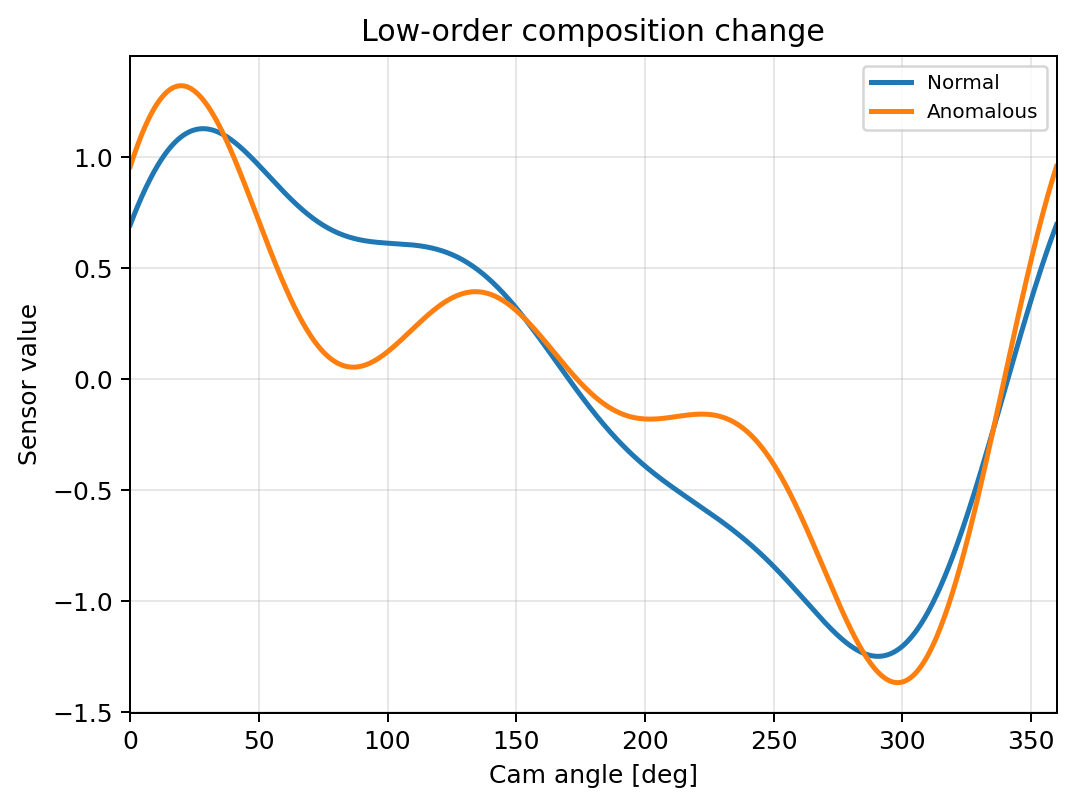 Low-order composition change
Normal
Anomalous
Sensor value
1.0
0.5
0.0
−0.5
−1.0
−1.5
0 50 100 150 200 250 300 350
Cam angle [deg]